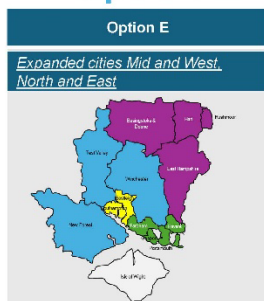 Option E
Expanded cities Mid and West,
North and East
Rushmoor
Hart
Basingstoke &
Deane
Test Valley
Winchester
East Hampshire
Eastleigh
Southampton
New Forest
Fareham
Havant
Portsmouth
Isle of Wight